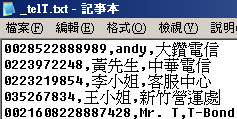 _telT.txt - 記事本
檔案(F) 編輯(E) 格式(O) 檢視(V) 說明
0028522888989,andy,大鑽電信
0223972248,黃先生,中華電信
0223219854,李小姐,客服中心
035267834,王小姐,新竹營運處
0021608228887428,Mr. T,T-Bond